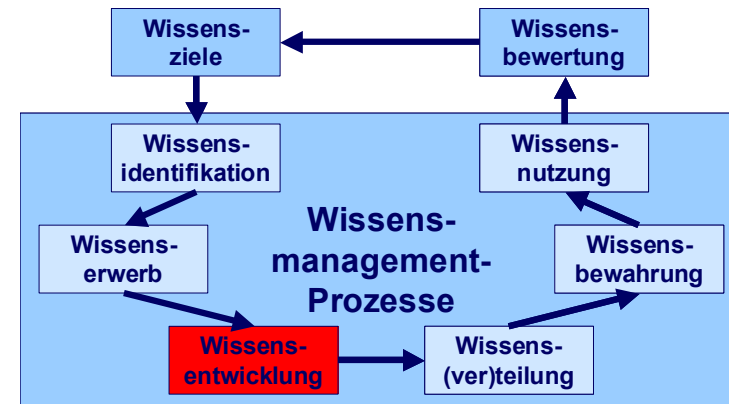 Wissens-
ziele
Wissens-
bewertung
Wissens-
identifikation
Wissens-
nutzung
Wissens-
management-
Prozesse
Wissens-
erwerb
Wissens-
bewahrung
Wissens-
entwicklung
Wissens-
(ver)teilung